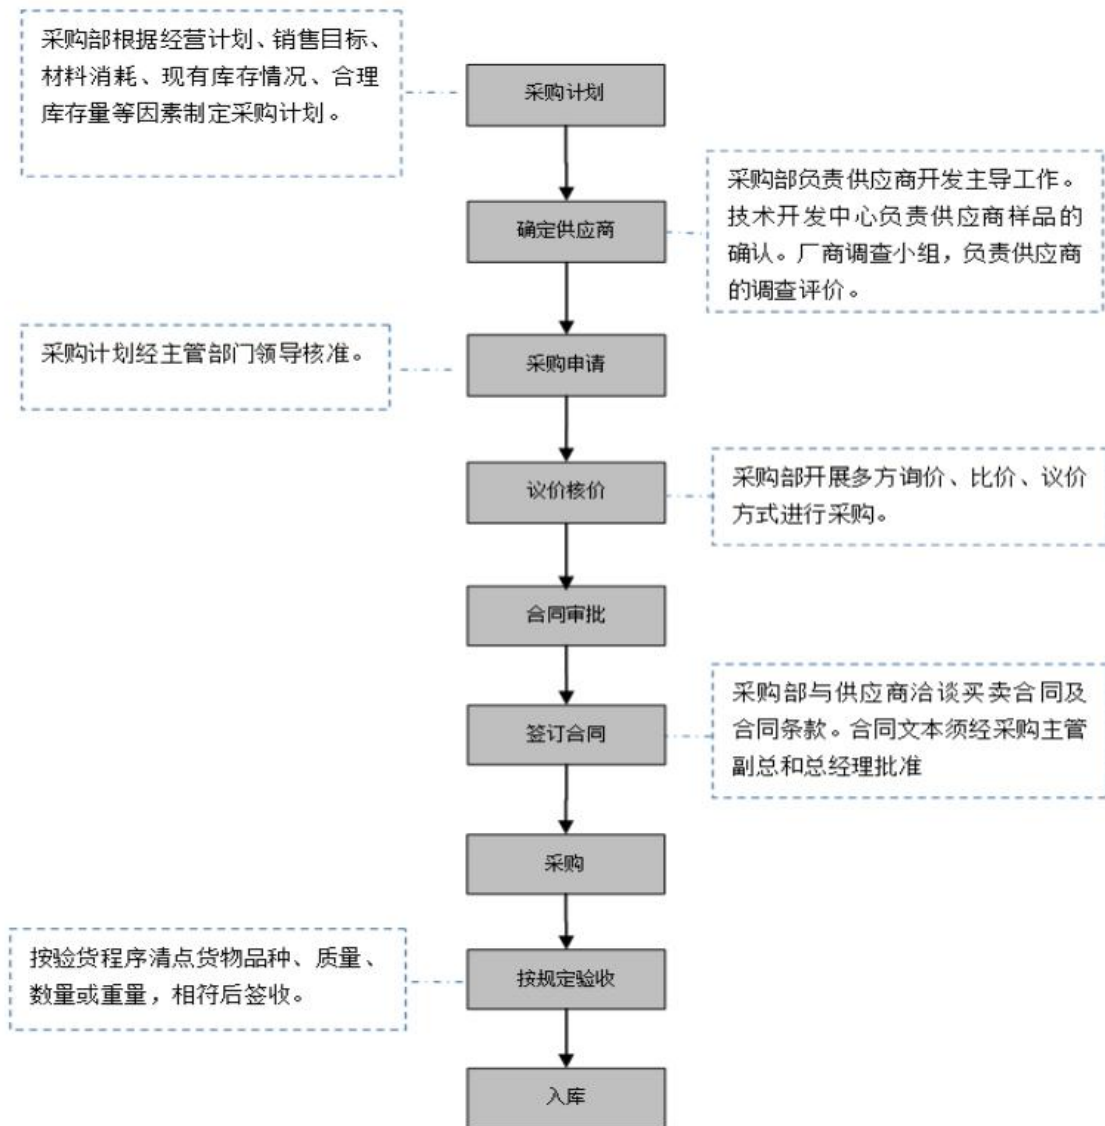 采购部根据经营计划、销售目标、
材料消耗、现有库存情况、合理
库存量等因素制定采购计划。
采购计划
确定供应商
采购部负责供应商开发主导工作。
技术开发中心负责供应商样品的
确认。厂商调查小组，负责供应商
的调查评价。
采购计划经主管部门领导核准。
采购申请
议价核价
采购部开展多方询价、比价、议价
方式进行采购。
合同审批
签订合同
采购部与供应商洽谈买卖合同及
合同条款。合同文本须经采购主管
副总和总经理批准
采购
按验货程序清点货物品种、质量、
数量或重量，相符后签收。
按规定验收
入库